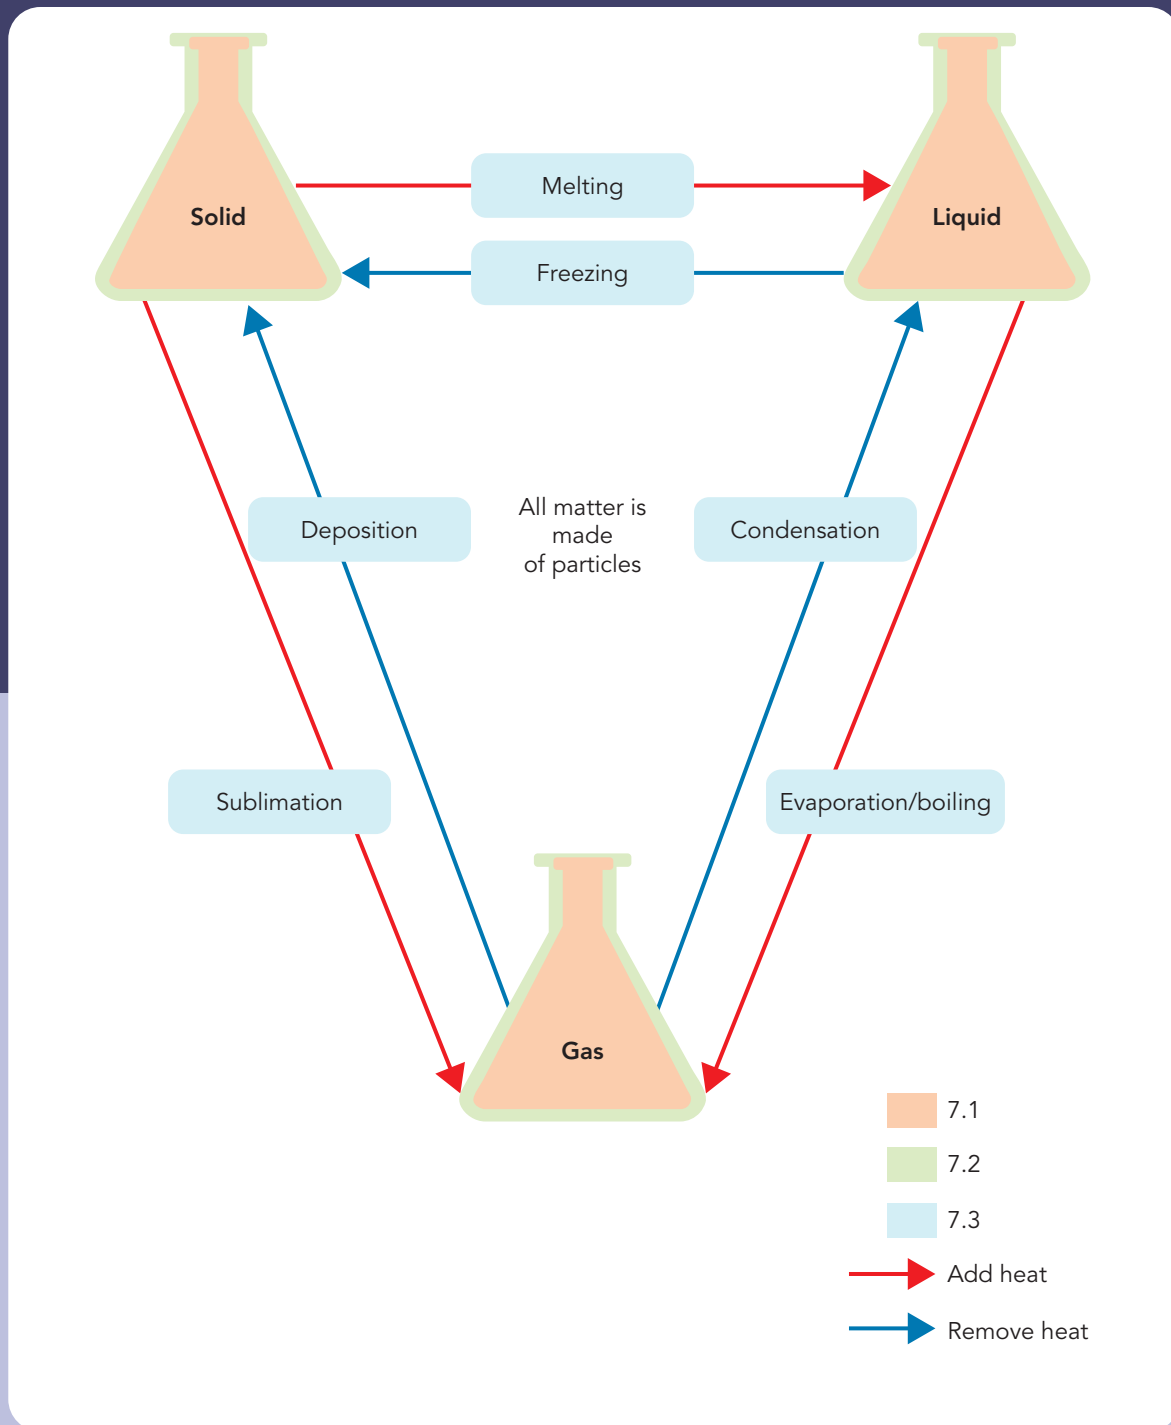 Melting
Solid
Liquid
Freezing
All matter is
made
of particles
Deposition
Condensation
Sublimation
Evaporation/boiling
Gas
7.1
7.2
7.3
Add heat
Remove heat